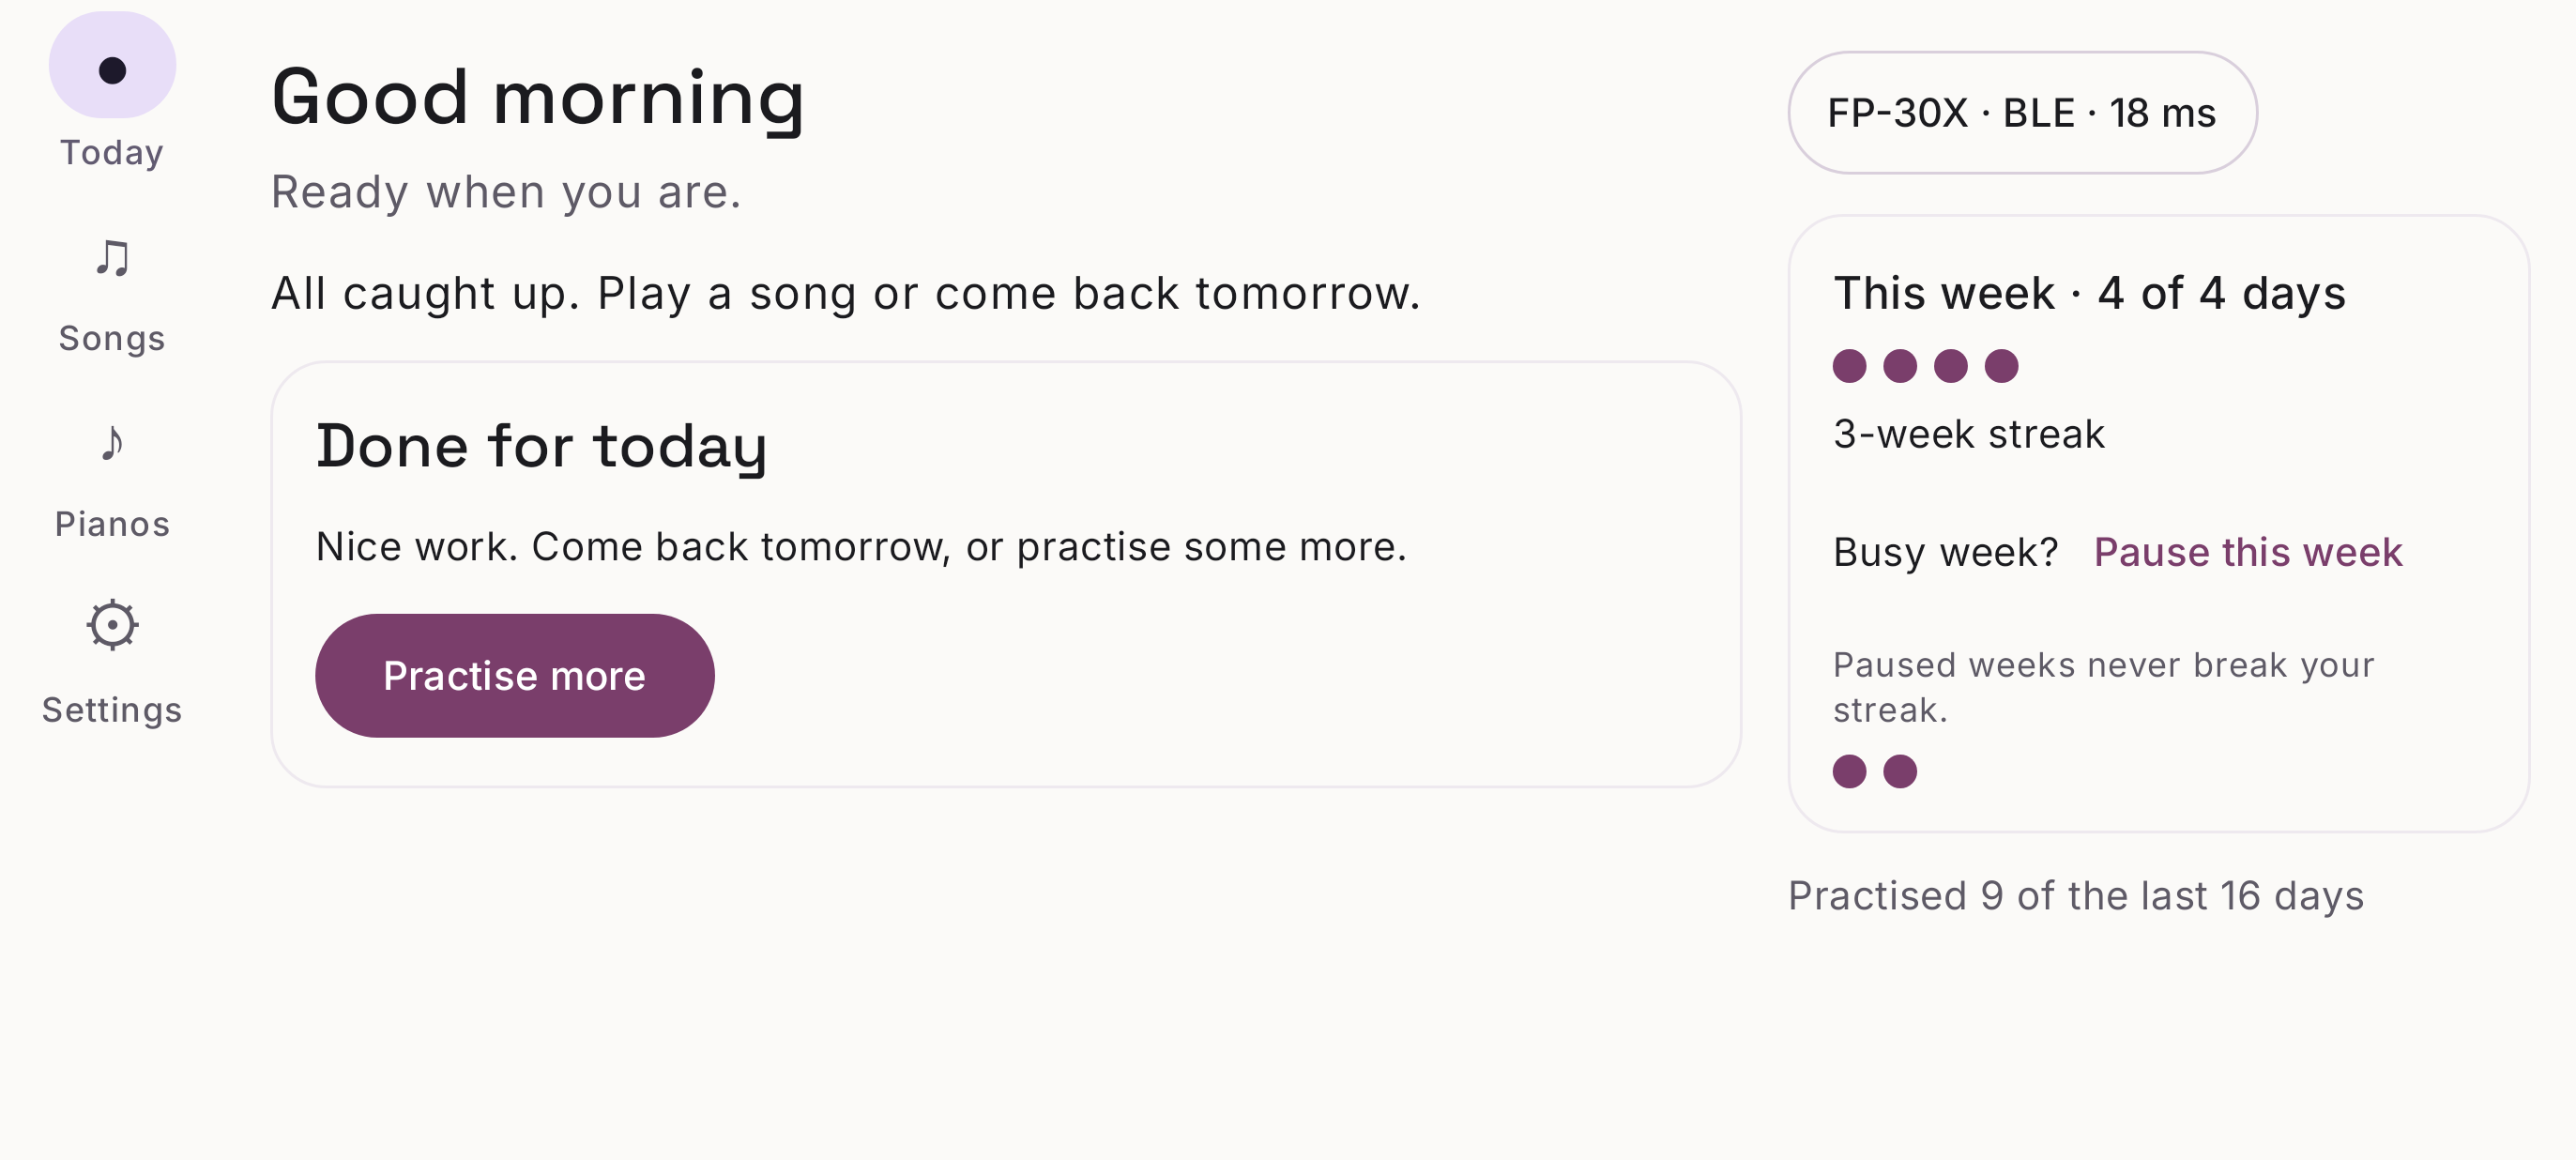 Today
Songs
Pianos
Settings
Good morning
Ready when you are.
All caught up. Play a song or come back tomorrow.
Done for today
Nice work. Come back tomorrow, or practise some more.
Practise more
FP-30X · BLE · 18 ms
This week · 4 of 4 days
3-week streak
Busy week? Pause this week
Paused weeks never break your
streak.
Practised 9 of the last 16 days